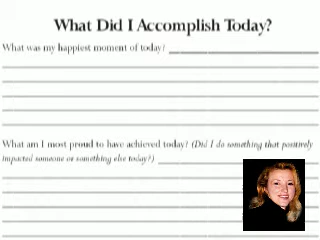 What Did I Accomplish Today?
What was my happiest moment of today?
What am I most proud to have achieved today? (Did I do something that positively
impacted someone or something else today?)